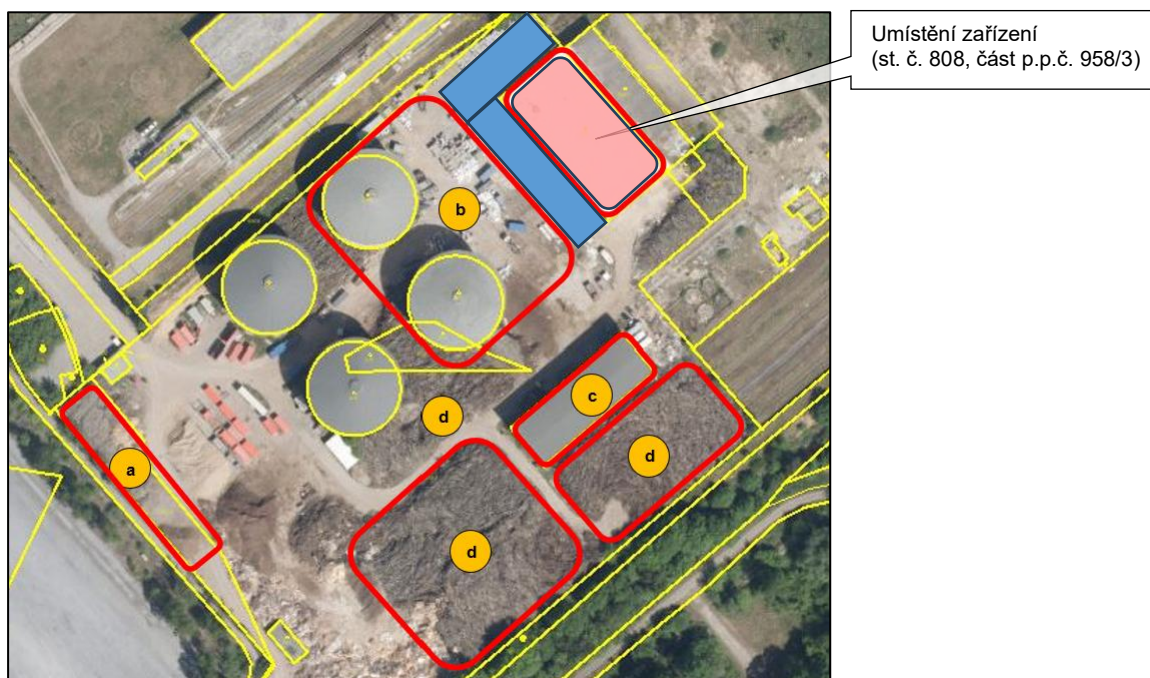 Umístění zařízení
(st. č. 808, část p.p.č. 958/3)
b
c
d
d
a
d